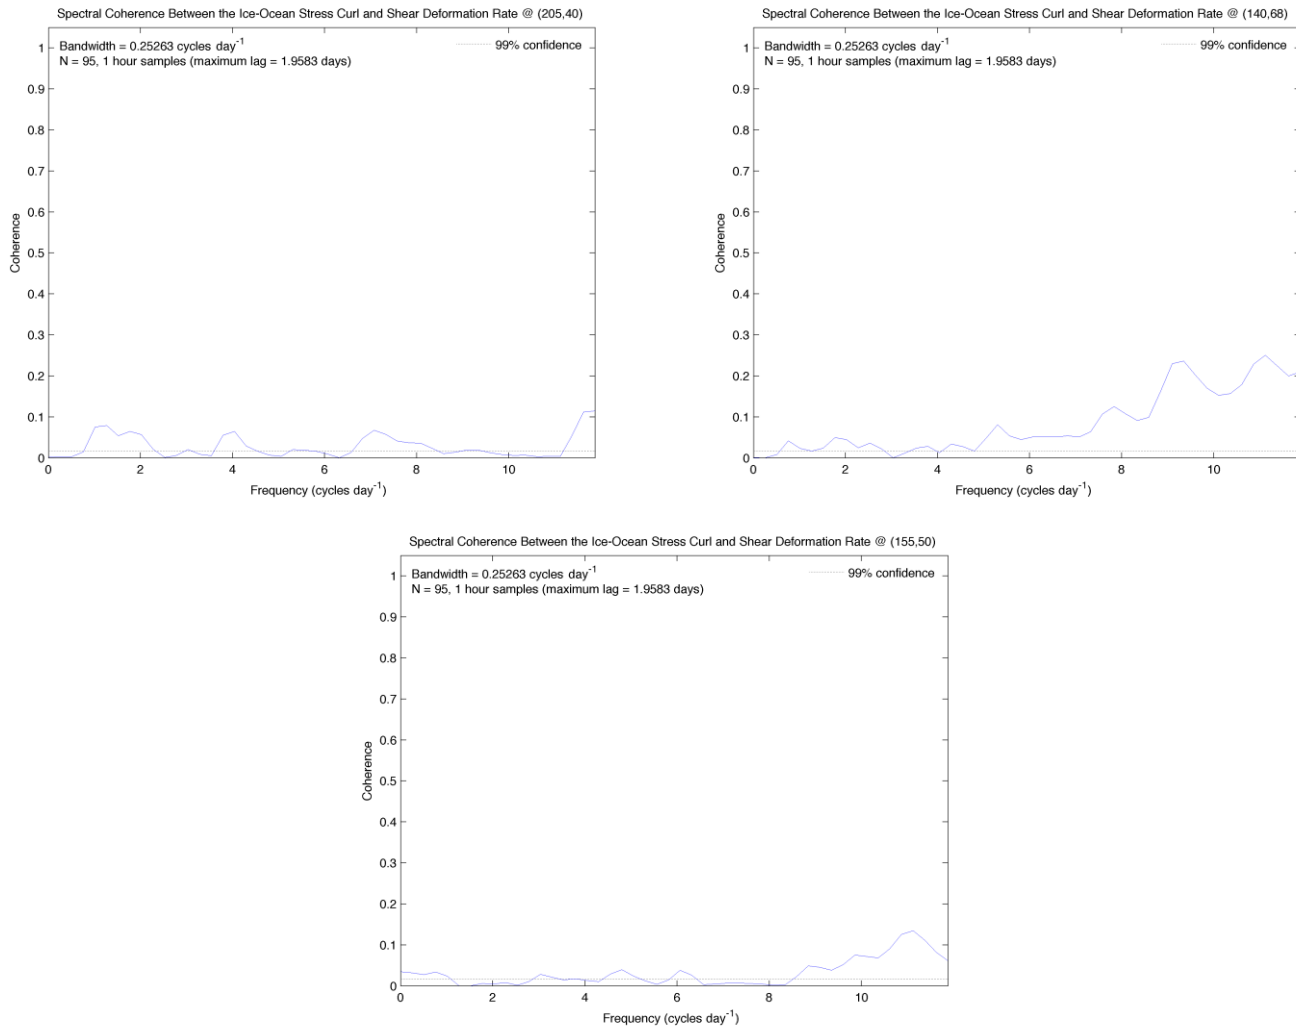 Spectral Coherence Between the Ice-Ocean Stress Curl and Shear Deformation Rate @ (205,40)
Bandwidth = 0.25263 cycles day⁻¹
N = 95, 1 hour samples (maximum lag = 1.9583 days)
99% confidence
1
0.9
0.8
0.7
0.6
0.5
0.4
0.3
0.2
0.1
0
Coherence
0 2 4 6 8 10
Frequency (cycles day⁻¹)
Spectral Coherence Between the Ice-Ocean Stress Curl and Shear Deformation Rate @ (140,68)
Bandwidth = 0.25263 cycles day⁻¹
N = 95, 1 hour samples (maximum lag = 1.9583 days)
99% confidence
1
0.9
0.8
0.7
0.6
0.5
0.4
0.3
0.2
0.1
0
Coherence
0 2 4 6 8 10
Frequency (cycles day⁻¹)
Spectral Coherence Between the Ice-Ocean Stress Curl and Shear Deformation Rate @ (155,50)
Bandwidth = 0.25263 cycles day⁻¹
N = 95, 1 hour samples (maximum lag = 1.9583 days)
99% confidence
1
0.9
0.8
0.7
0.6
0.5
0.4
0.3
0.2
0.1
0
Coherence
0 2 4 6 8 10
Frequency (cycles day⁻¹)